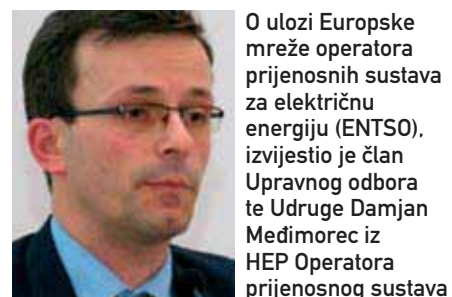 O ulozi Europske
mreže operatora
prijenosnih sustava
za električnu
energiju (ENTSO),
izvijestio je član
Upravnog odbora
te Udruge Damjan
Međimorec iz
HEP Operatora
prijenosnog sustava